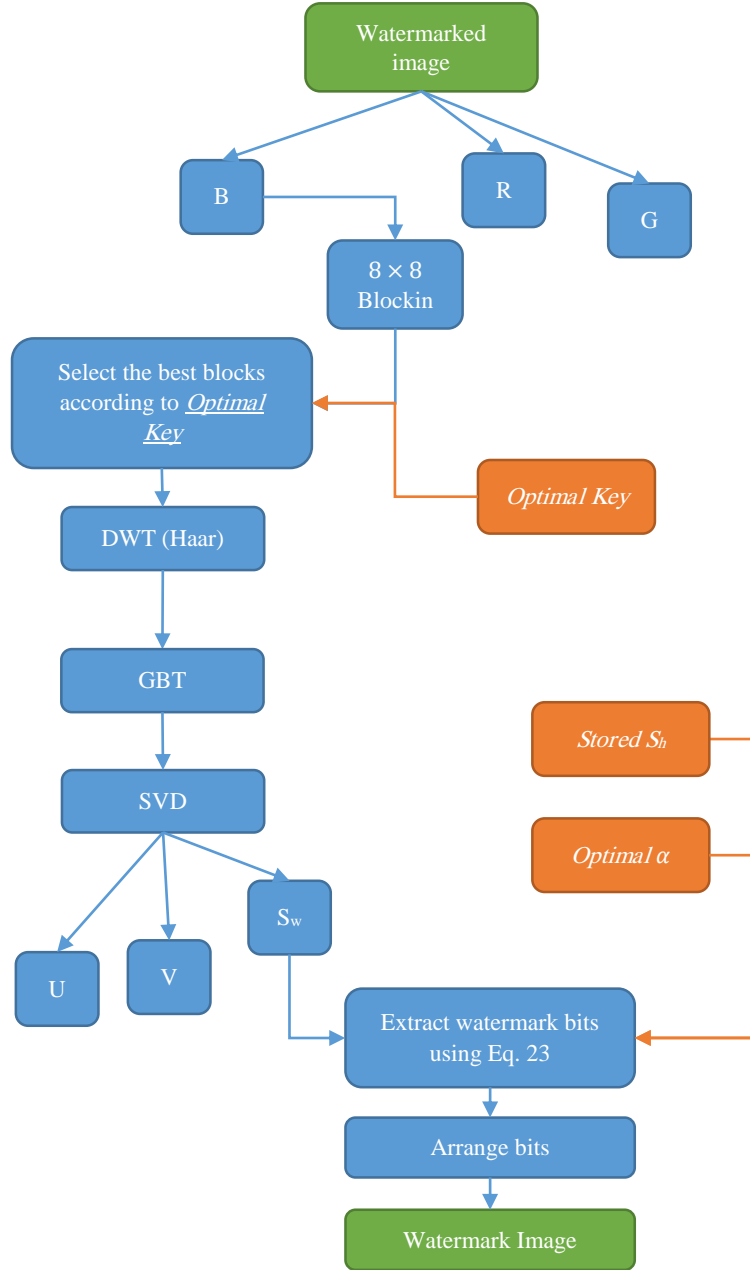 Watermarked
image
B
R
G
8 × 8
Blockin
Select the best blocks
according to Optimal
Key
Optimal Key
DWT (Haar)
GBT
Stored Sh
SVD
Optimal α
Sw
U
V
Extract watermark bits
using Eq. 23
Arrange bits
Watermark Image